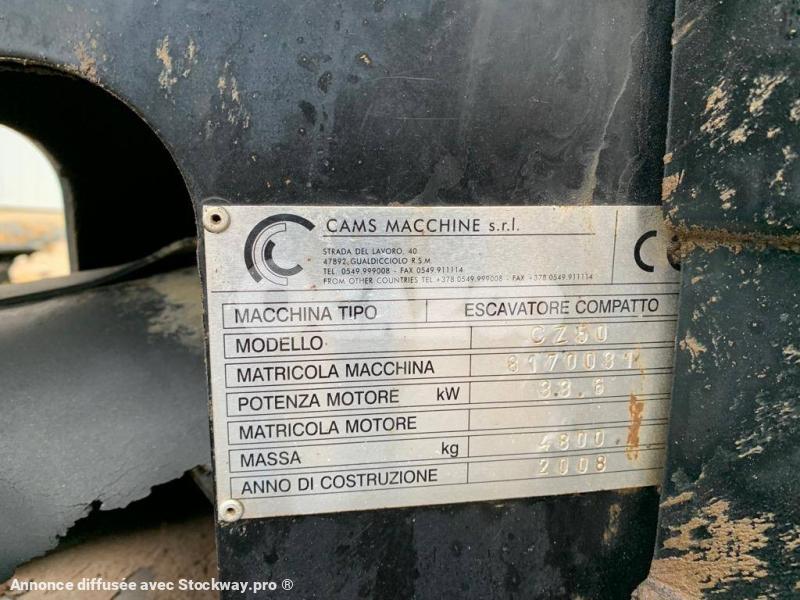 CAMS MACCHINE s.r.l.
STRADA DEL LAVORO, 40
47892 GUALDICCIOLO R.S.M.
TEL. 0549.999008 - FAX 0549.911114
FROM OTHER COUNTRIES TEL +378 0549.999008 - FAX +378 0549.911114
MACCHINA TIPO ESCAVATORE COMPATTO
MODELLO CZ50
MATRICOLA MACCHINA
POTENZA MOTORE kW 33.6
MATRICOLA MOTORE
MASSA kg 4800
ANNO DI COSTRUZIONE 2008
Annonce diffusée avec Stockway.pro ®